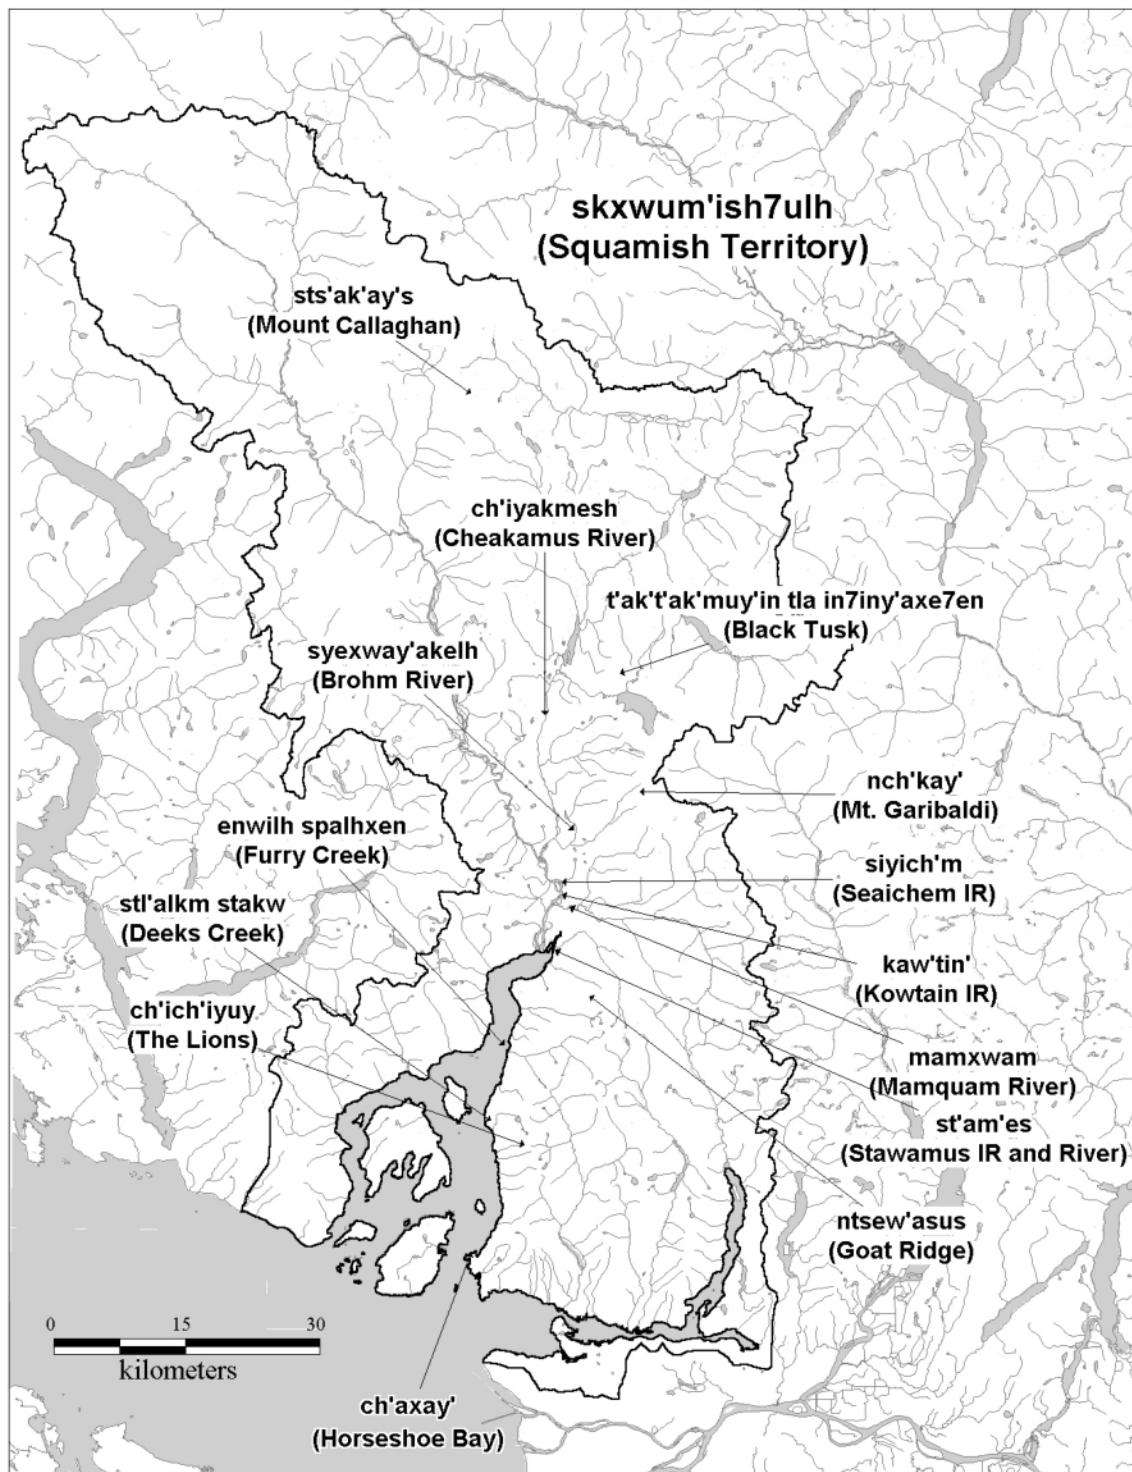 skxwum'ish7ulh
(Squamish Territory)
sts'ak'ay's
(Mount Callaghan)
ch'iyakmesh
(Cheakamus River)
t'ak't'ak'muy'in tla in7iny'axe7en
(Black Tusk)
syexway'akelh
(Brohm River)
nch'kay'
(Mt. Garibaldi)
enwilh spalhxen
(Furry Creek)
siyich'm
(Seaichem IR)
stl'alkm stakw
(Deeks Creek)
kaw'tin'
(Kowtain IR)
ch'ich'iyuy
(The Lions)
mamxwam
(Mamquam River)
st'am'es
(Stawamus IR and River)
ntsew'asus
(Goat Ridge)
0 15 30
kilometers
ch'axay'
(Horseshoe Bay)